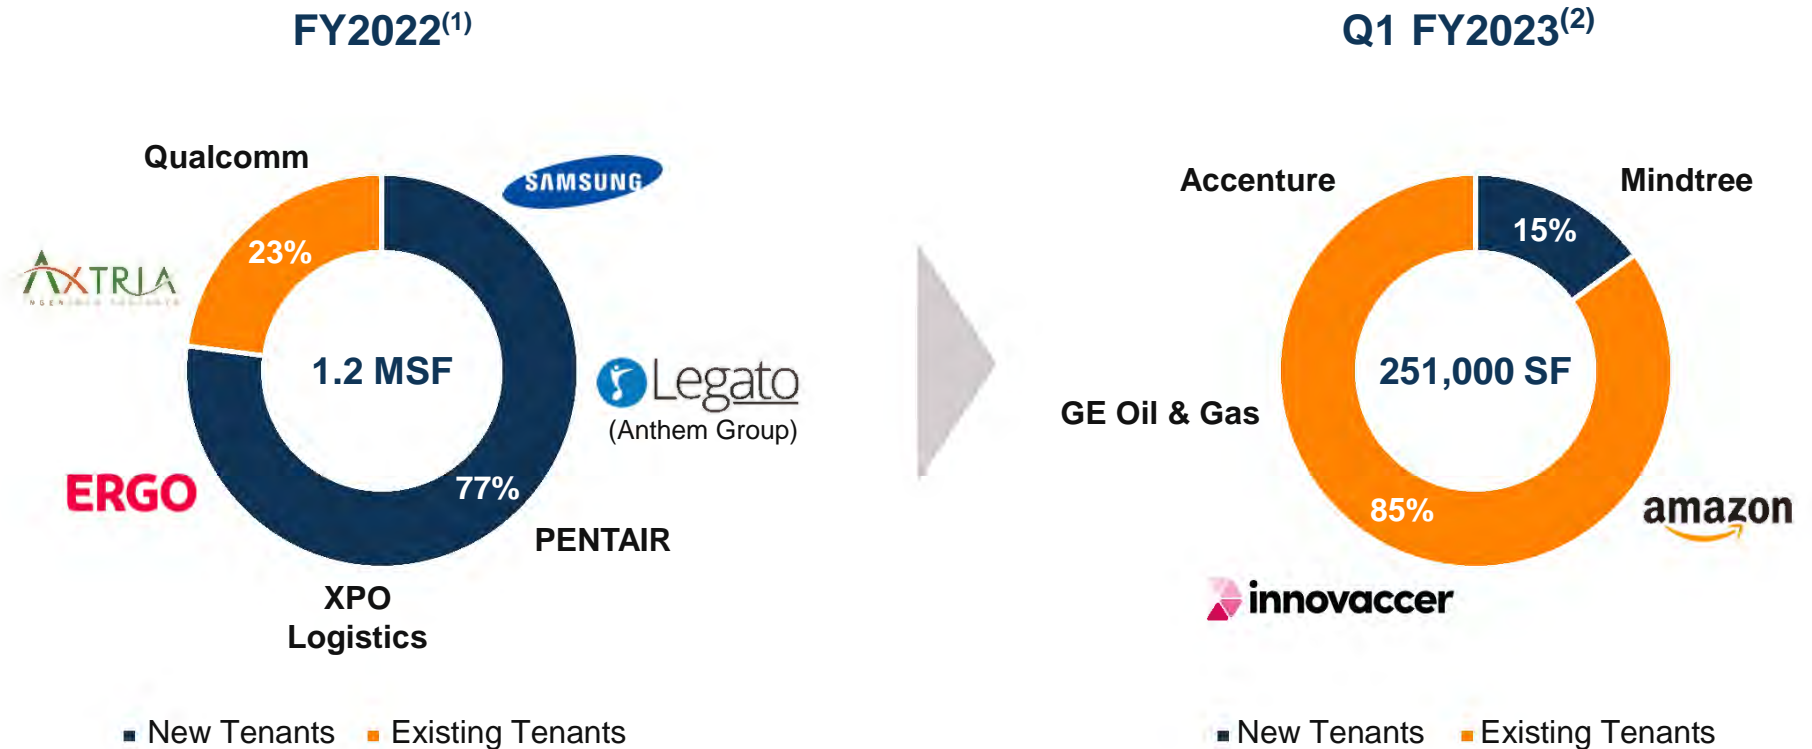 FY2022(1)
Qualcomm
SAMSUNG
23%
AXTRIA
1.2 MSF
Legato
(Anthem Group)
ERGO
77%
PENTAIR
XPO
Logistics
New Tenants
Existing Tenants
Q1 FY2023(2)
Accenture
Mindtree
15%
251,000 SF
GE Oil & Gas
85%
amazon
innovaccer
New Tenants
Existing Tenants